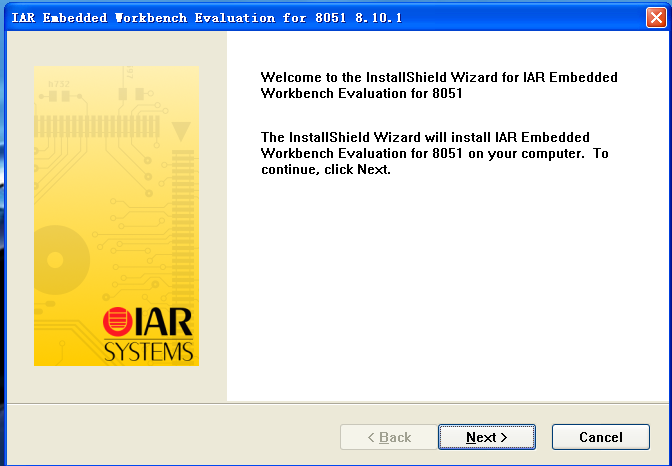 IAR Embedded Workbench Evaluation for 8051 8.10.1
Welcome to the InstallShield Wizard for IAR Embedded
Workbench Evaluation for 8051
The InstallShield Wizard will install IAR Embedded
Workbench Evaluation for 8051 on your computer. To
continue, click Next.
IAR
SYSTEMS
< Back
Next >
Cancel